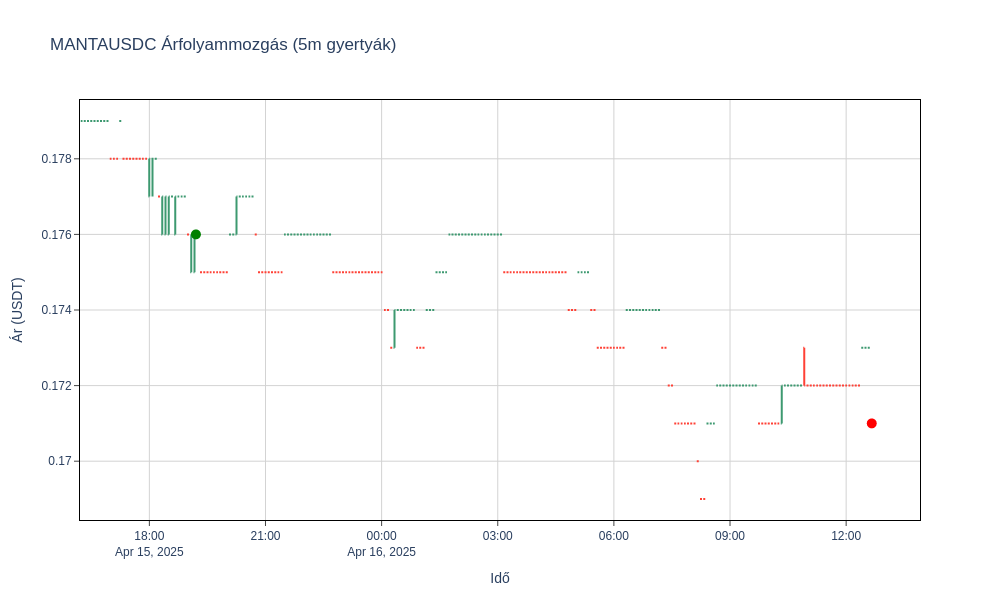 MANTAUSDC Árfolyammozgás (5m gyertyák)
Ár (USDT)
0.178
0.176
0.174
0.172
0.17
18:00
Apr 15, 2025
21:00
00:00
Apr 16, 2025
03:00
06:00
09:00
12:00
Idő